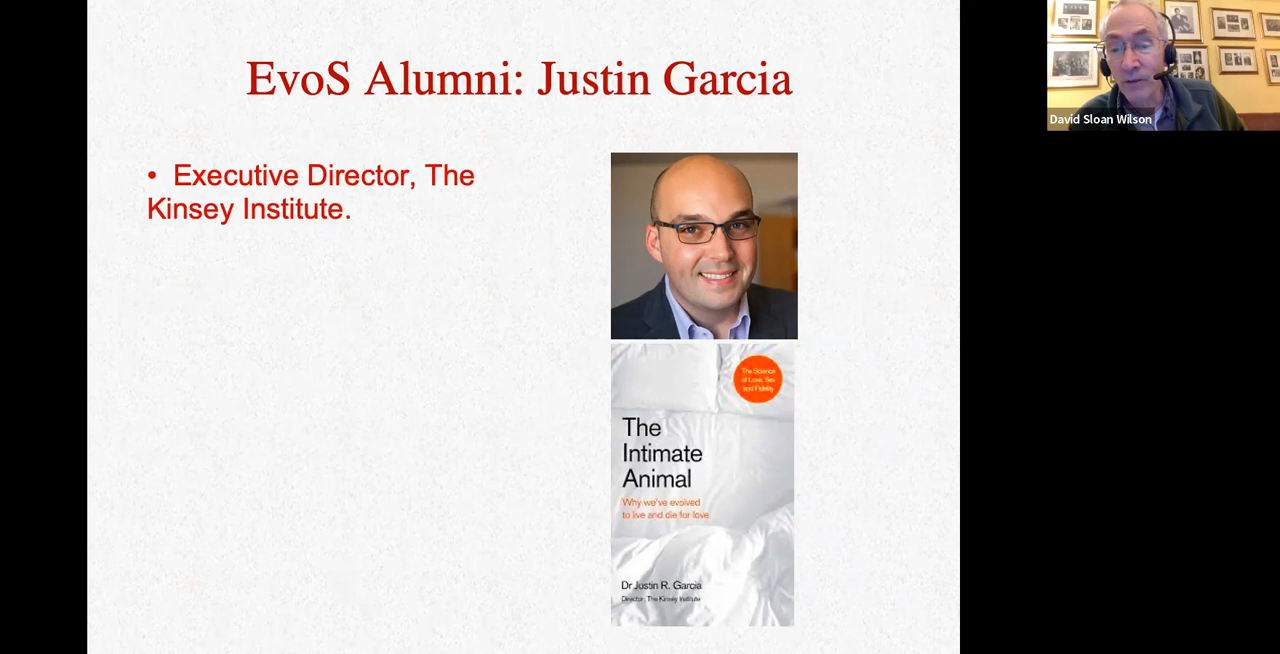 EvoS Alumni: Justin Garcia
• Executive Director, The
Kinsey Institute.
The Science
of Love, Sex
and Fidelity
The
Intimate
Animal
Why we've evolved
to live and die for love
Dr Justin R. Garcia
Director, The Kinsey Institute
David Sloan Wilson